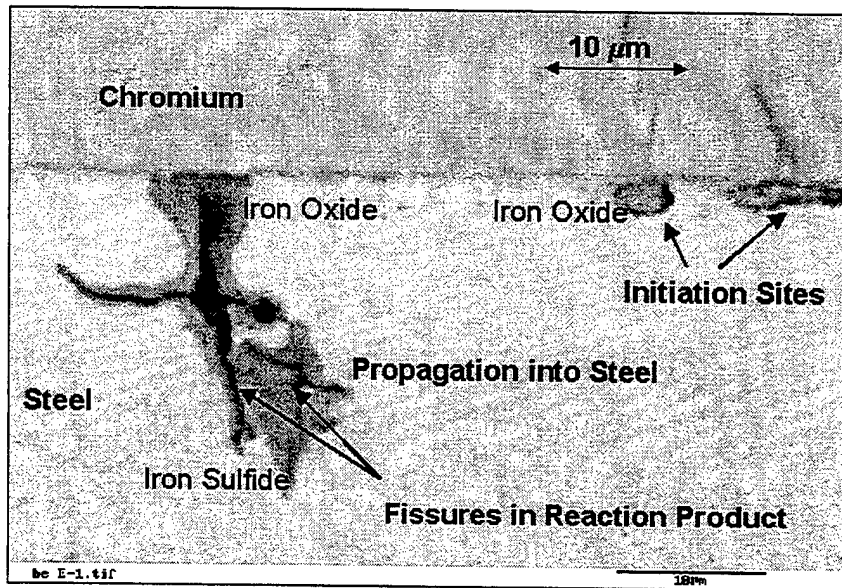 10 μm
Chromium
Iron Oxide
Iron Oxide
Initiation Sites
Propagation into Steel
Steel
Iron Sulfide
Fissures in Reaction Product
be E-1.tif